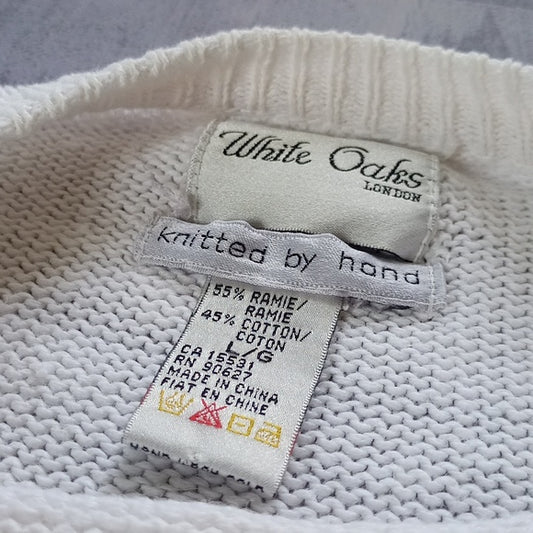 White Oaks
LONDON
knitted by hand
55% RAMIE/
RAMIE
45% COTTON/
COTON
L/G
CA 15531
RN 90627
MADE IN CHINA
FIAT EN CHINE